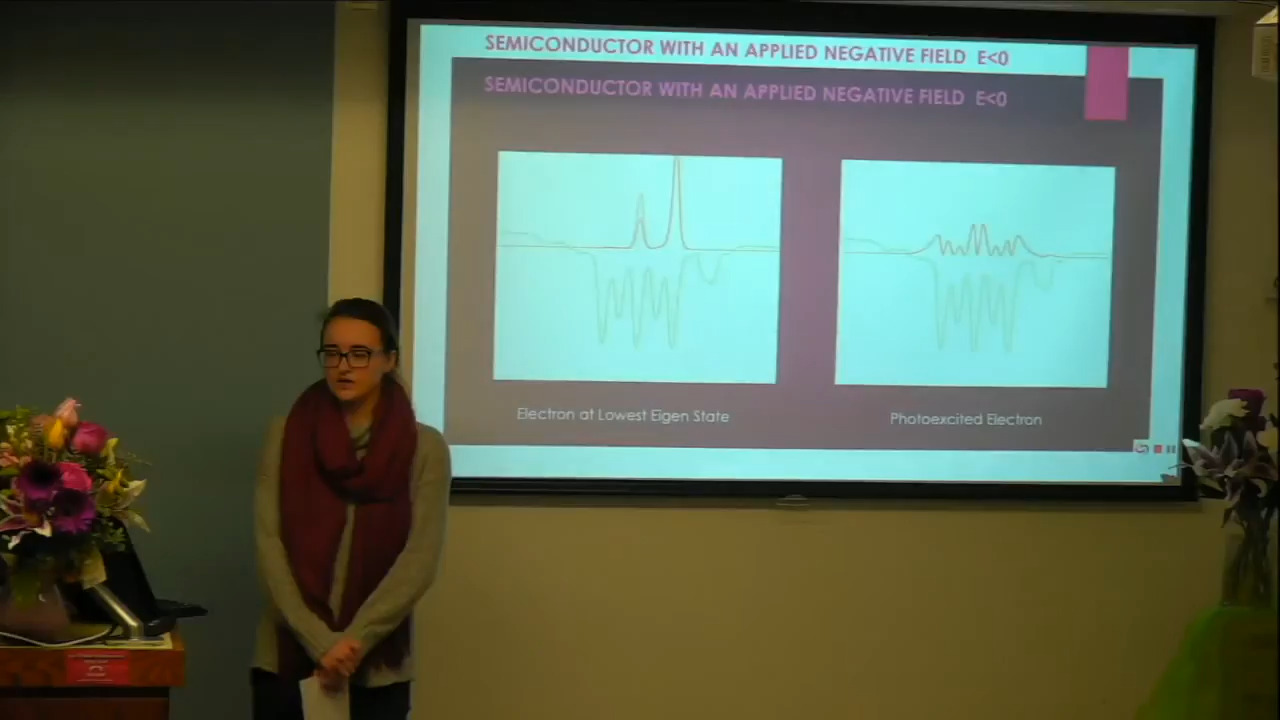 SEMICONDUCTOR WITH AN APPLIED NEGATIVE FIELD E<0
SEMICONDUCTOR WITH AN APPLIED NEGATIVE FIELD E<0
Electron at Lowest Eigen State
Photoexcited Electron